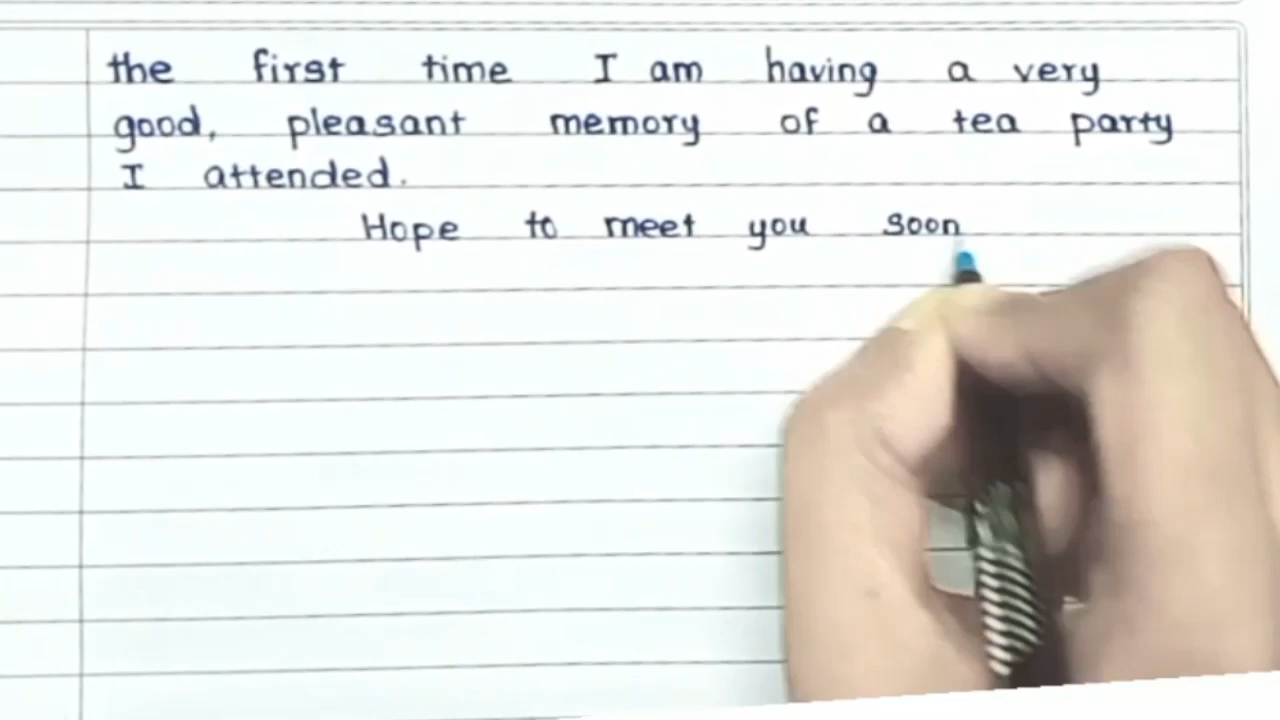 the first time I am having a very
good, pleasant memory of a tea party
I attended.
Hope to meet you soon